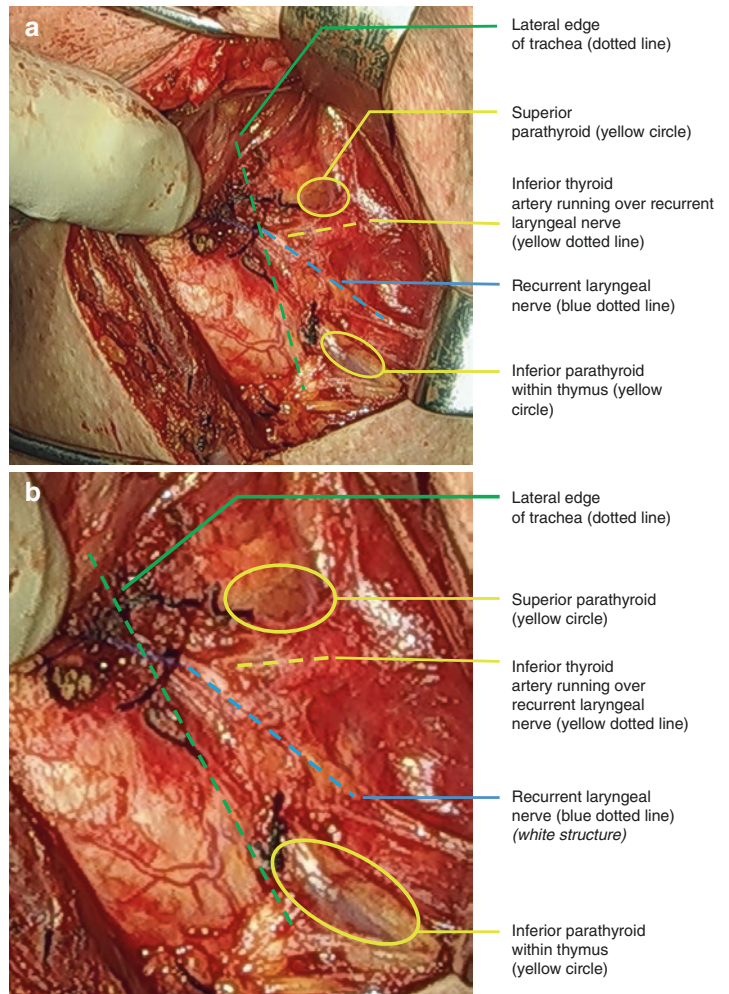 a
Lateral edge
of trachea (dotted line)
Superior
parathyroid (yellow circle)
Inferior thyroid
artery running over recurrent
laryngeal nerve
(yellow dotted line)
Recurrent laryngeal
nerve (blue dotted line)
Inferior parathyroid
within thymus (yellow
circle)
b
Lateral edge
of trachea (dotted line)
Superior parathyroid
(yellow circle)
Inferior thyroid
artery running over
recurrent laryngeal
nerve (yellow dotted line)
Recurrent laryngeal
nerve (blue dotted line)
(white structure)
Inferior parathyroid
within thymus
(yellow circle)